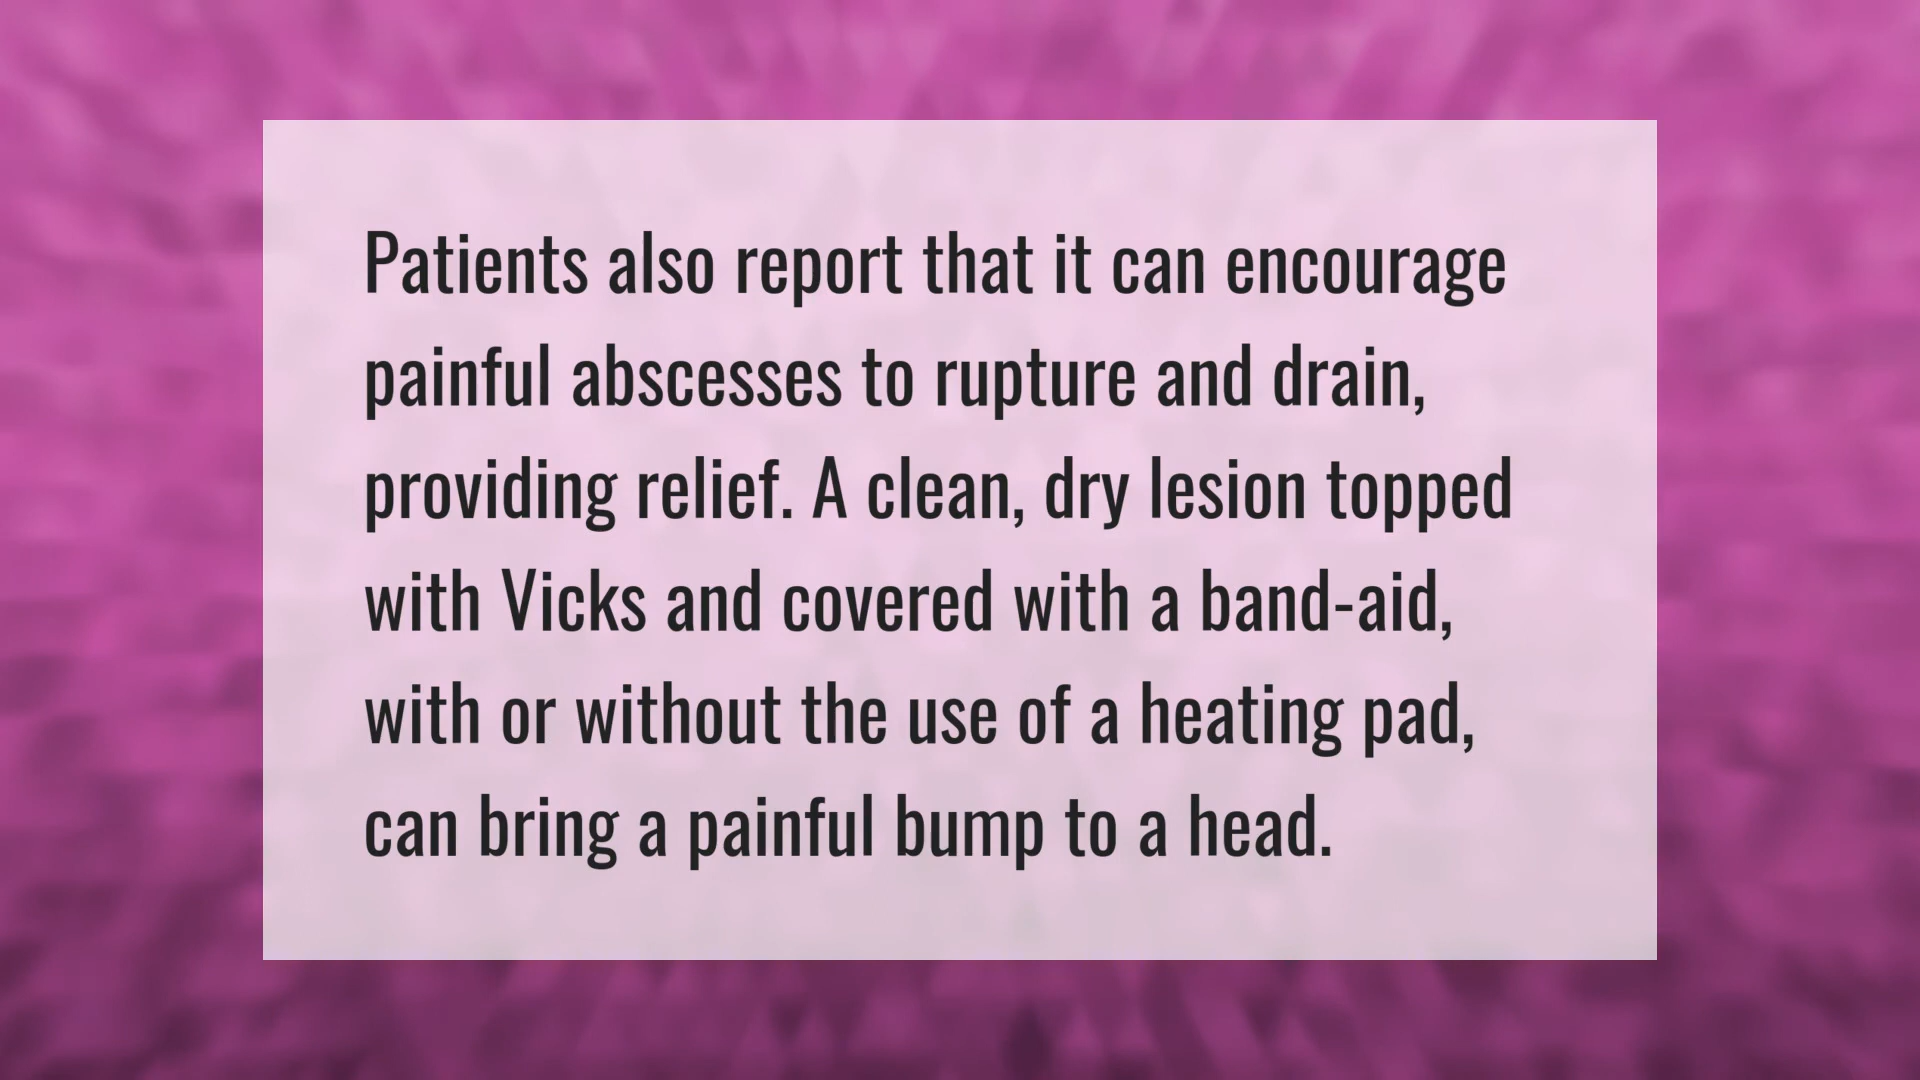 Patients also report that it can encourage
painful abscesses to rupture and drain,
providing relief. A clean, dry lesion topped
with Vicks and covered with a band-aid,
with or without the use of a heating pad,
can bring a painful bump to a head.